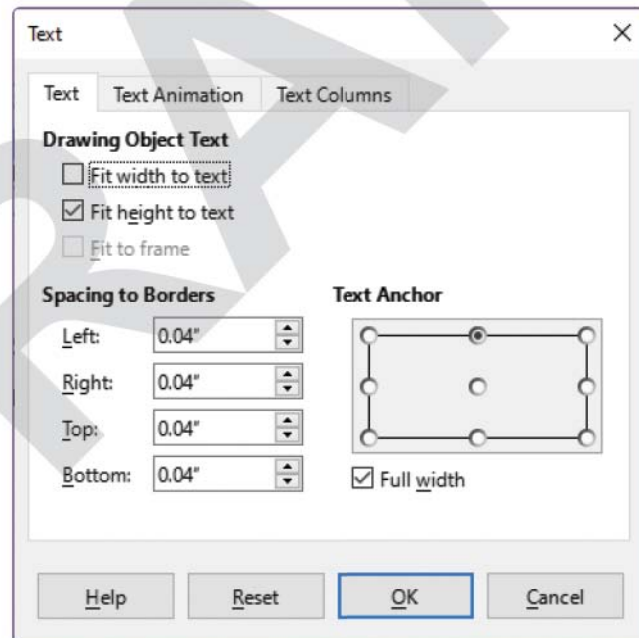 Text
Text Text Animation Text Columns
Drawing Object Text
Fit width to text
Fit height to text
Fit to frame
Spacing to Borders Text Anchor
Left: 0.04"
Right: 0.04"
Top: 0.04"
Bottom: 0.04"
Full width
Help Reset OK Cancel